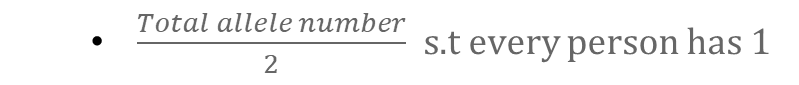 • Total allele number / 2 s.t every person has 1